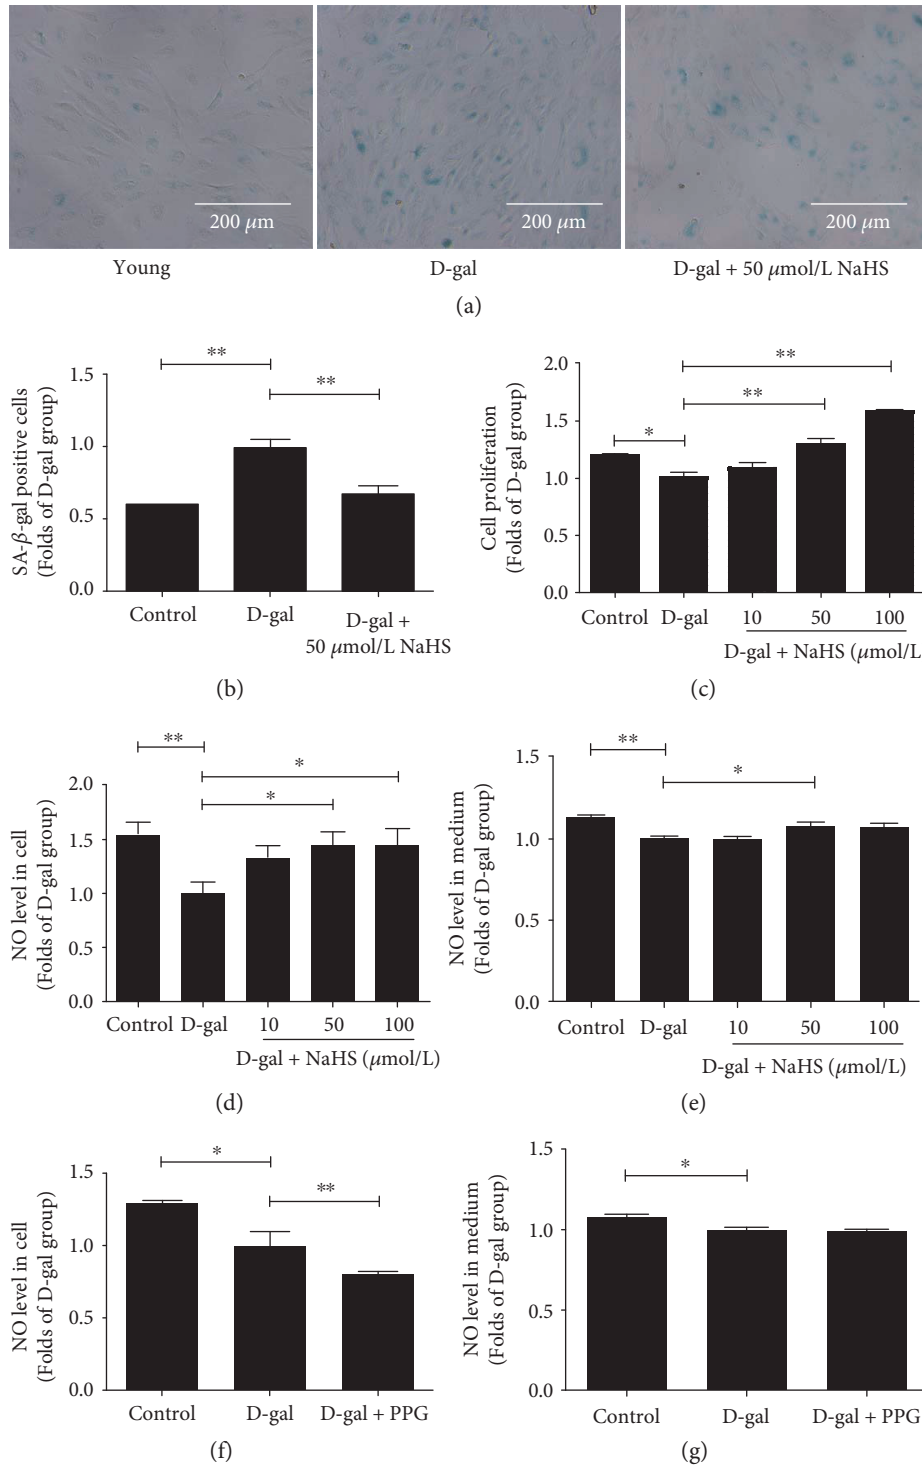 200 μm
200 μm
200 μm
Young
D-gal
D-gal + 50 μmol/L NaHS
(a)
SA-β-gal positive cells
(Folds of D-gal group)
1.5
1.0
0.5
0.0
**
**
Control
D-gal
D-gal +
50 μmol/L NaHS
(b)
Cell proliferation
(Folds of D-gal group)
2.0
1.5
1.0
0.5
0.0
**
**
*
Control
D-gal
10
50
100
D-gal + NaHS (μmol/L
(c)
NO level in cell
(Folds of D-gal group)
2.0
1.5
1.0
0.5
0.0
**
*
*
Control
D-gal
10
50
100
D-gal + NaHS (μmol/L)
(d)
NO level in medium
(Folds of D-gal group)
1.5
1.0
0.5
0.0
**
*
Control
D-gal
10
50
100
D-gal + NaHS (μmol/L)
(e)
NO level in cell
(Folds of D-gal group)
1.5
1.0
0.5
0.0
*
**
Control
D-gal
D-gal + PPG
(f)
NO level in medium
(Folds of D-gal group)
1.5
1.0
0.5
0.0
*
Control
D-gal
D-gal + PPG
(g)